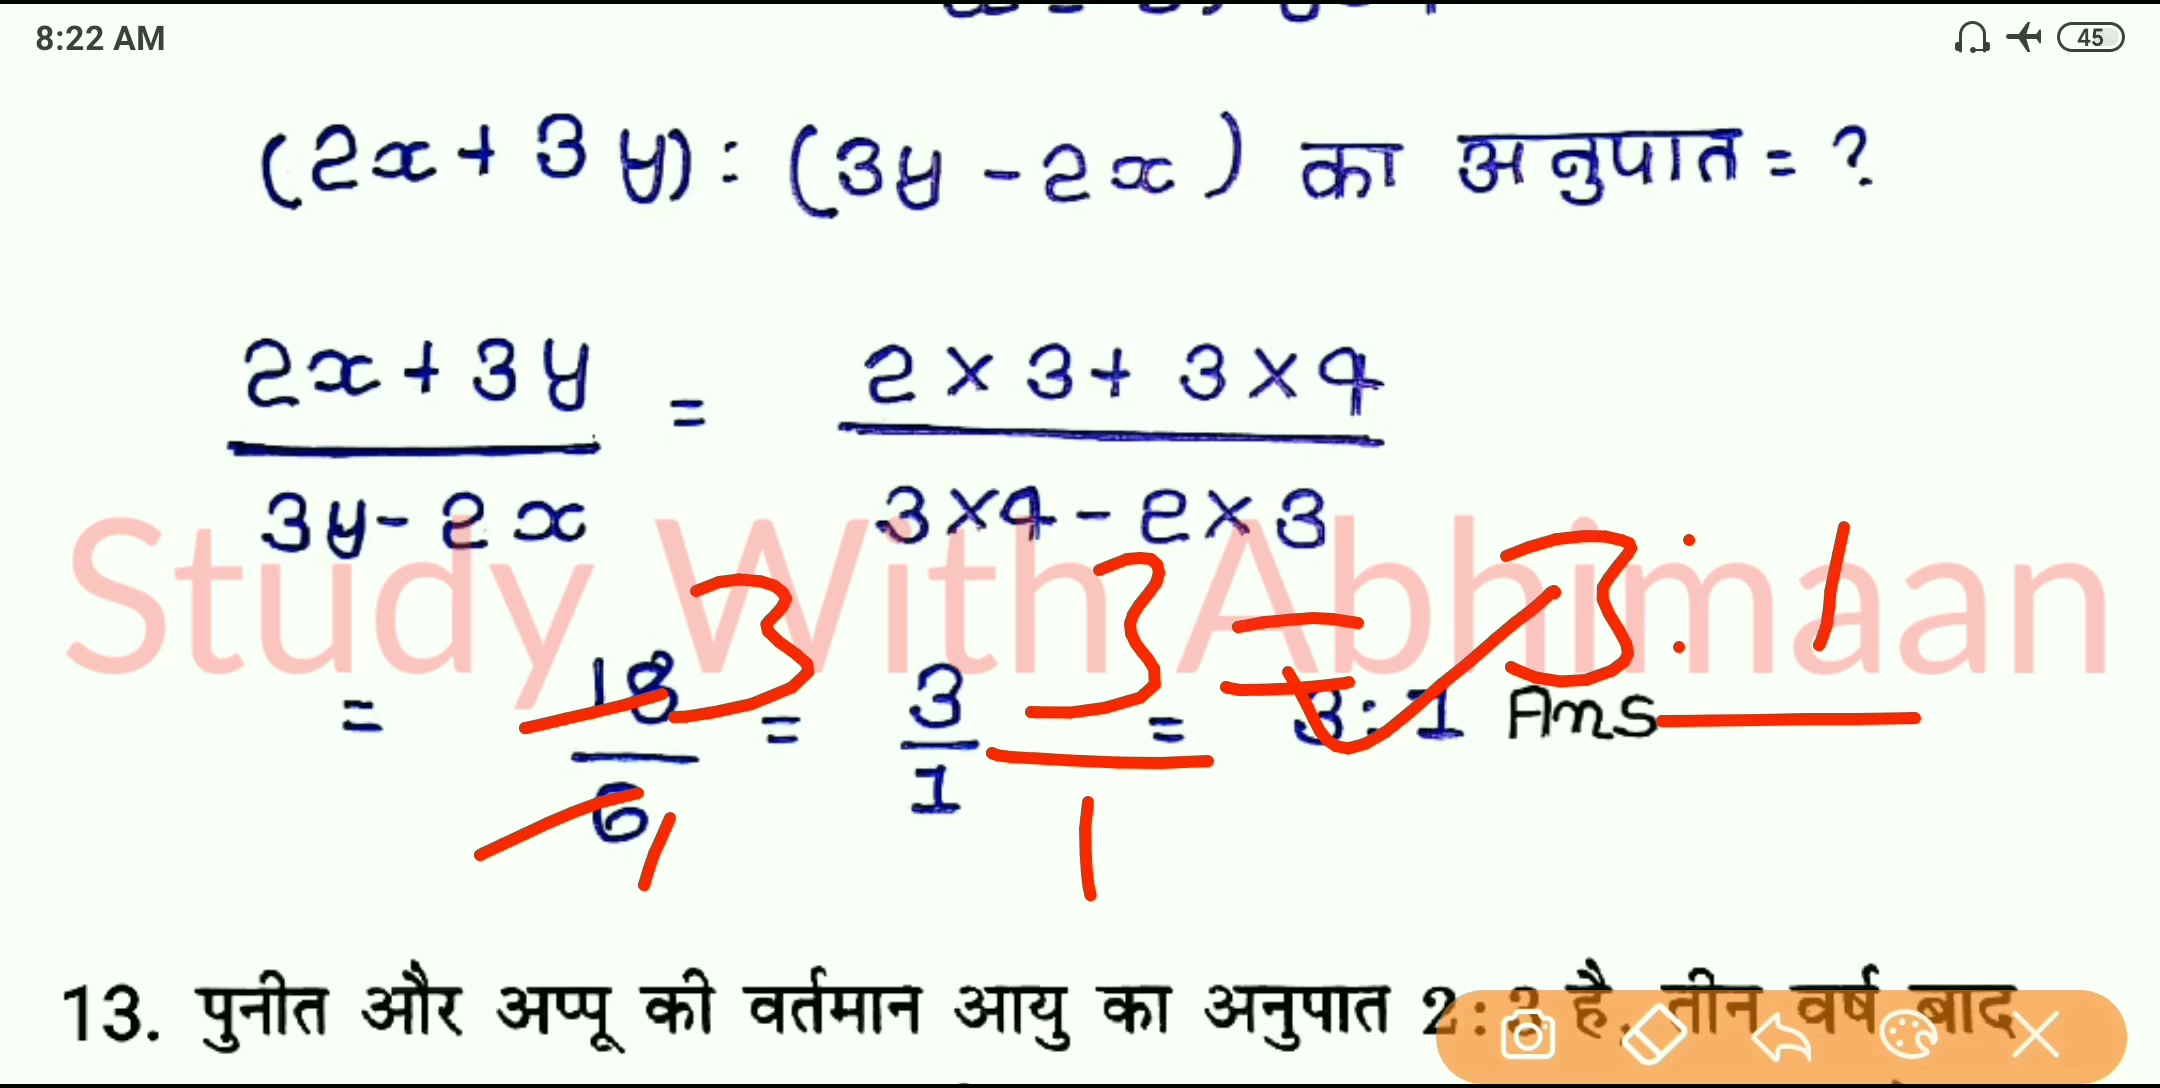 8:22 AM
45
(2x + 3y) : (3y - 2x) का अनुपात = ?
2x + 3y = 2 × 3 + 3 × 4
3y - 2x 3 × 4 - 2 × 3
Study With Abhimaan
3 3 = 3 : 1
= 18 = 3 = 3 : 1 Ans
6 1
1 1
13. पुनीत और अप्पू की वर्तमान आयु का अनुपात 2 : 3 है. तीन वर्ष बाद